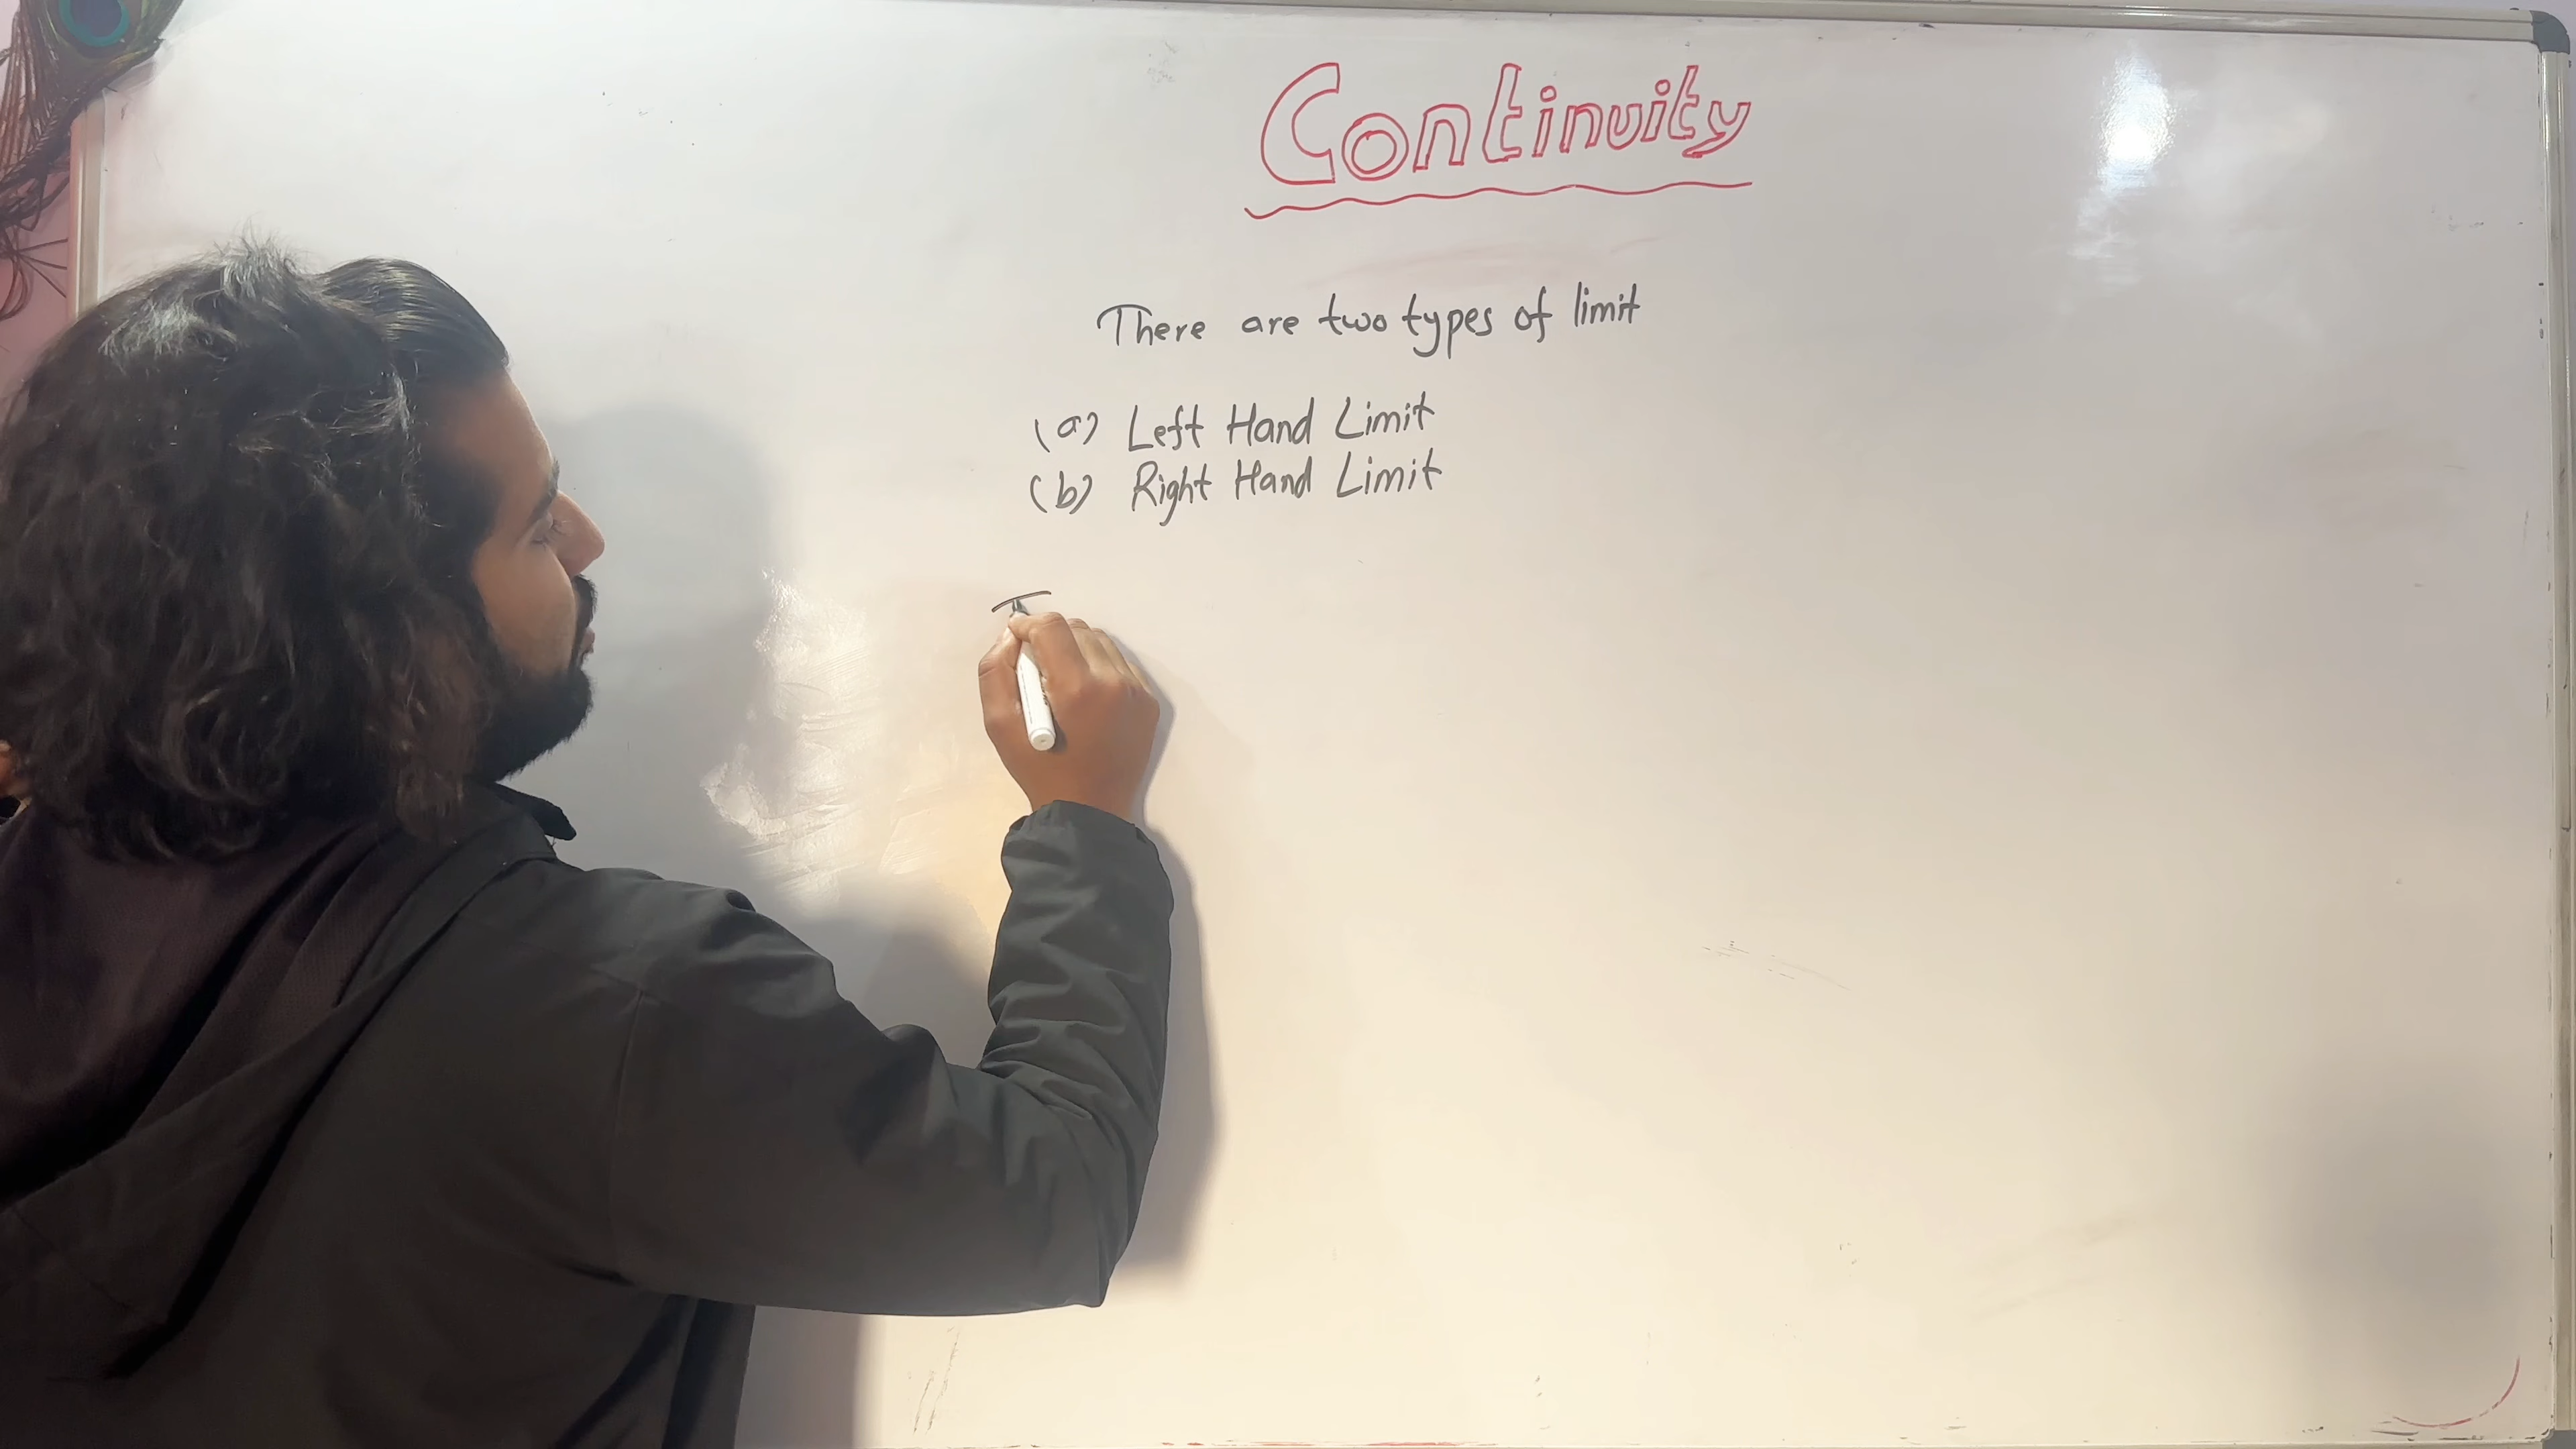 Continuity
There are two types of limit
(a) Left Hand Limit
(b) Right Hand Limit